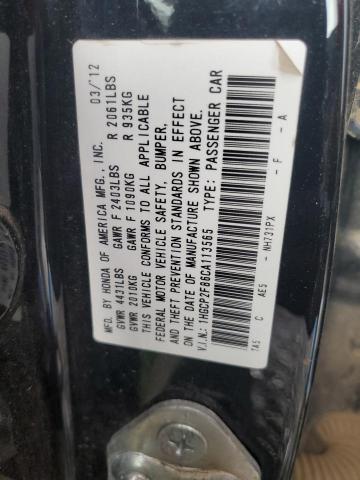 MFD. BY HONDA OF AMERICA MFG., INC. 03/12
GVWR 4431LBS GAWR F 2403LBS R 2061LBS
GVWR 2010KG GAWR F 1090KG R 935KG
THIS VEHICLE CONFORMS TO ALL APPLICABLE
FEDERAL MOTOR VEHICLE SAFETY, BUMPER,
AND THEFT PREVENTION STANDARDS IN EFFECT
ON THE DATE OF MANUFACTURE SHOWN ABOVE.
V.I.N.: 1HGCP2F86CA113565 TYPE: PASSENGER CAR
TA5 C AE5 - NH731PX - F - A